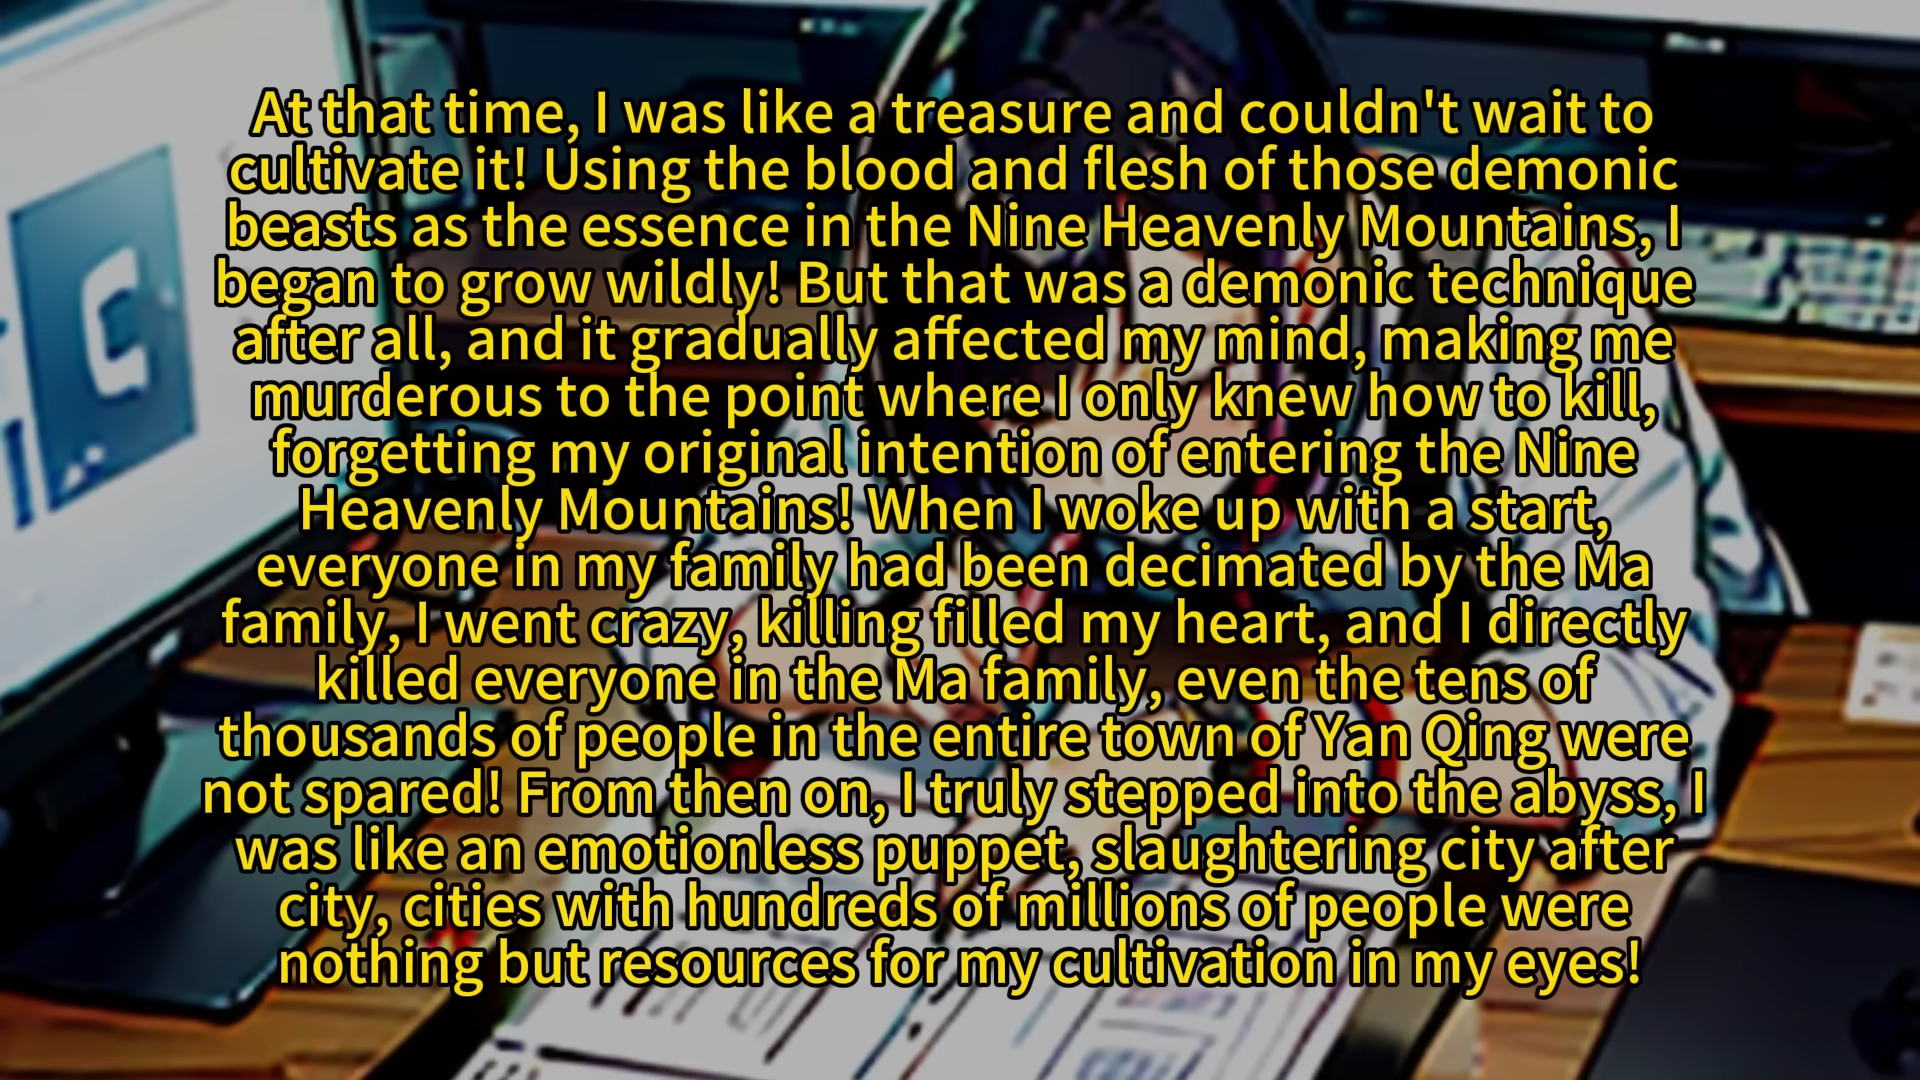 At that time, I was like a treasure and couldn't wait to
cultivate it! Using the blood and flesh of those demonic
beasts as the essence in the Nine Heavenly Mountains, I
began to grow wildly! But that was a demonic technique
after all, and it gradually affected my mind, making me
murderous to the point where I only knew how to kill,
forgetting my original intention of entering the Nine
Heavenly Mountains! When I woke up with a start,
everyone in my family had been decimated by the Ma
family, I went crazy, killing filled my heart, and I directly
killed everyone in the Ma family, even the tens of
thousands of people in the entire town of Yan Qing were
not spared! From then on, I truly stepped into the abyss, I
was like an emotionless puppet, slaughtering city after
city, cities with hundreds of millions of people were
nothing but resources for my cultivation in my eyes!